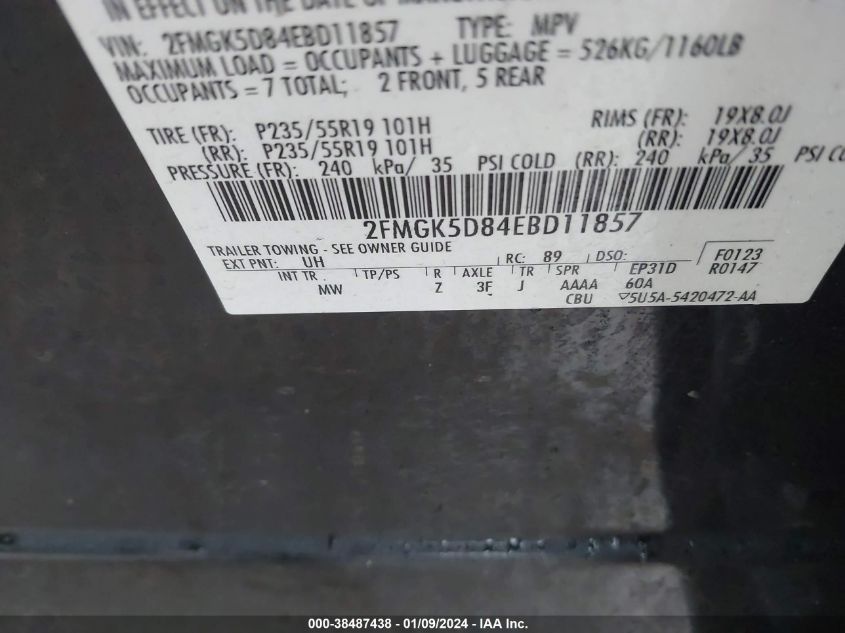 IN EFFECT ON THE DATE OF
VIN: 2FMGK5D84EBD11857 TYPE: MPV
MAXIMUM LOAD = OCCUPANTS + LUGGAGE = 526KG/1160LB
OCCUPANTS = 7 TOTAL; 2 FRONT, 5 REAR
TIRE (FR): P235/55R19 101H RIMS (FR): 19X8.0J
(RR): P235/55R19 101H (RR): 19X8.0J
PRESSURE (FR): 240 kPa/ 35 PSI COLD (RR): 240 kPa/ 35 PSI
2FMGK5D84EBD11857
TRAILER TOWING - SEE OWNER GUIDE
EXT PNT: UH RC: 89 DSO: F0123
INT TR TP/PS R AXLE TR SPR EP31D R0147
MW Z 3F J AAAA 60A
CBU 5U5A-5420472-AA
000-38487438 - 01/09/2024 - IAA Inc.